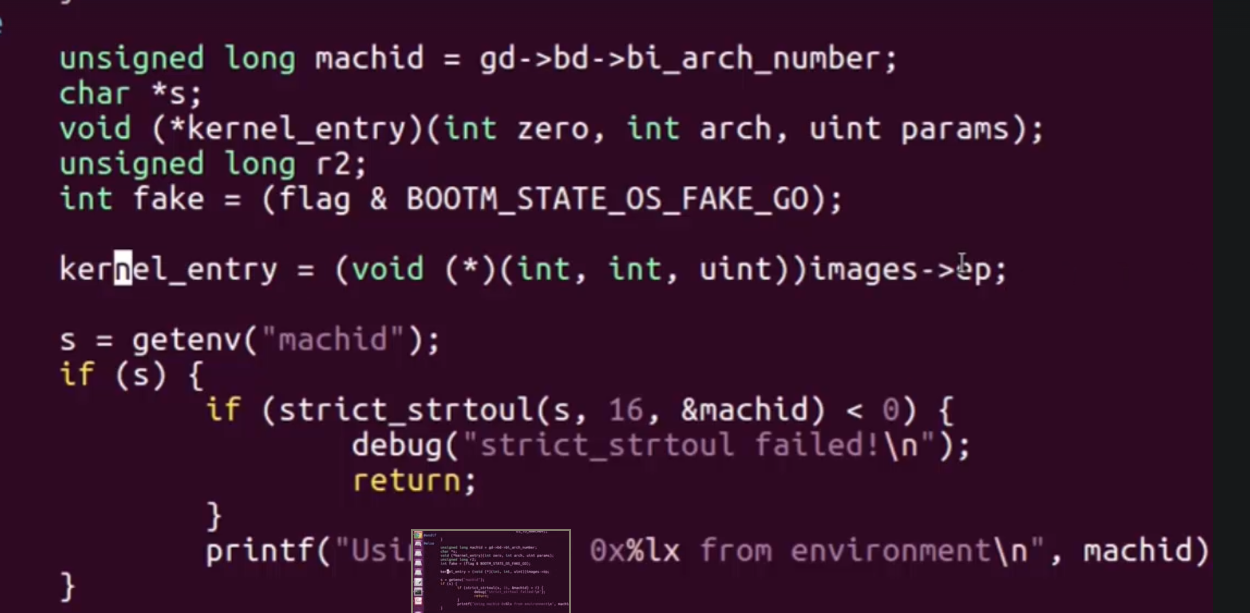 unsigned long machid = gd->bd->bi_arch_number;
char *s;
void (*kernel_entry)(int zero, int arch, uint params);
unsigned long r2;
int fake = (flag & BOOTM_STATE_OS_FAKE_GO);
kernel_entry = (void (*)(int, int, uint))images->ep;
s = getenv("machid");
if (s) {
if (strict_strtoul(s, 16, &machid) < 0) {
debug("strict_strtoul failed!\n");
return;
}
printf("Usi 0x%lx from environment\n", machid)
}